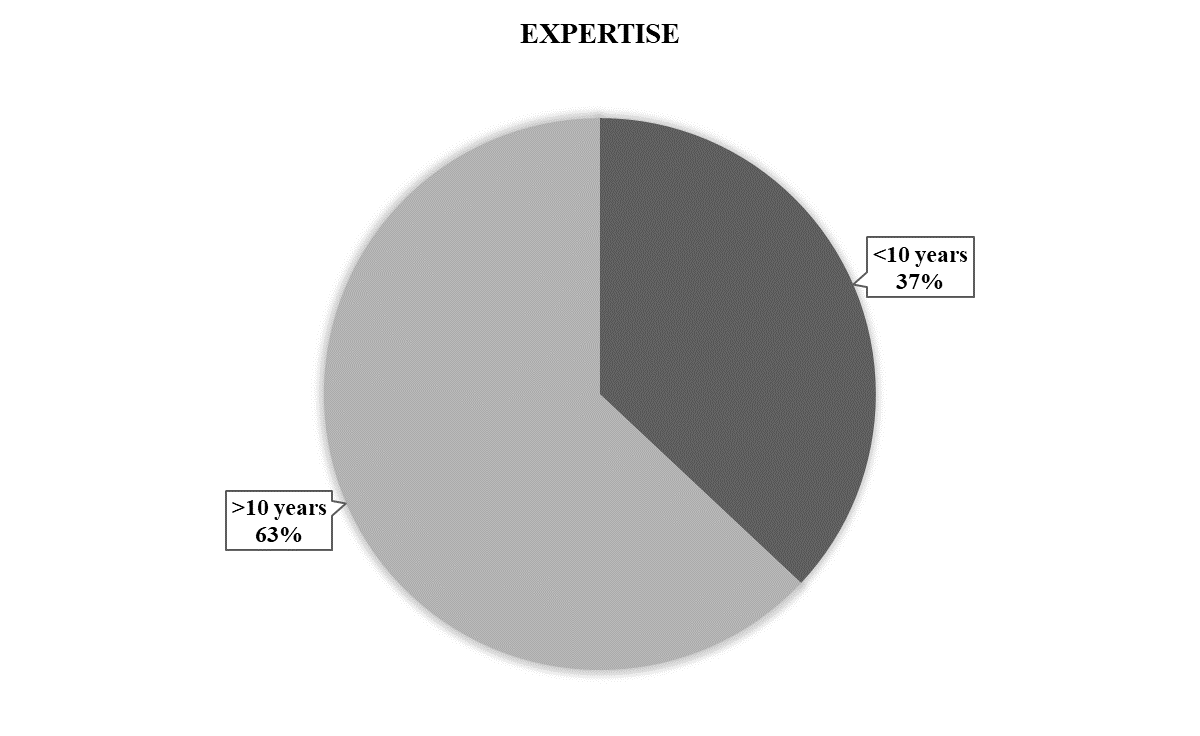 EXPERTISE
<10 years
37%
>10 years
63%